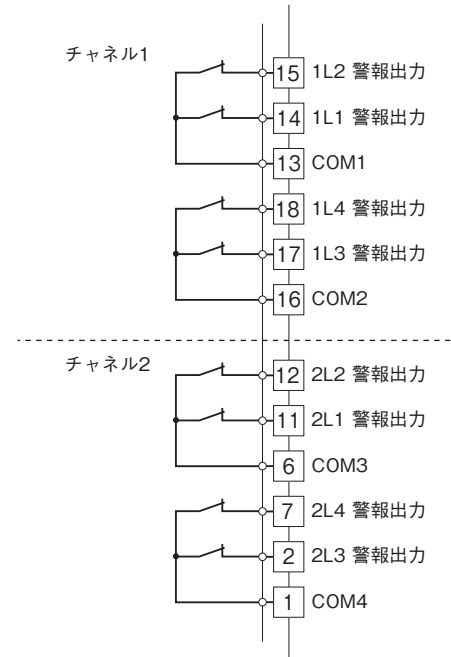 チャネル1
15 1L2 警報出力
14 1L1 警報出力
13 COM1
18 1L4 警報出力
17 1L3 警報出力
16 COM2
チャネル2
12 2L2 警報出力
11 2L1 警報出力
6 COM3
7 2L4 警報出力
2 2L3 警報出力
1 COM4